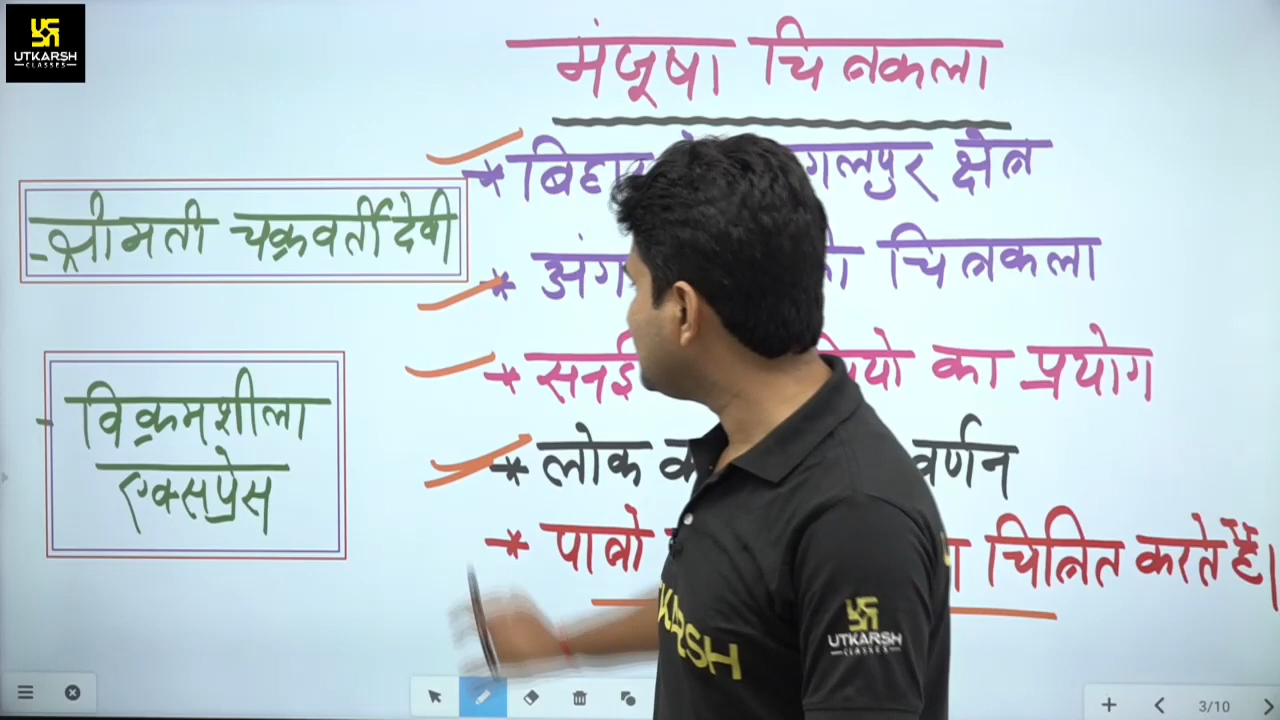 UTKARSH
CLASSES
मंजूषा चित्रकला
* बिहार गलपुर क्षेत्र
- श्रीमती चक्रवर्ती देवी
* अंग चित्रकला
* सनई का प्रयोग
- विक्रमशीला
एक्सप्रेस
* लोक वर्णन
* पात्रो चित्रित करते हैं।
UTKARSH
CLASSES
3/10